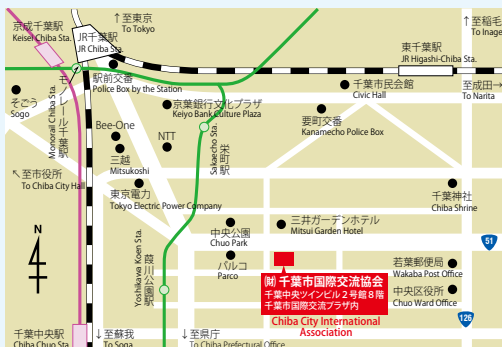 京成千葉駅
Keisei Chiba Sta.
↑至東京
To Tokyo
JR千葉駅
JR Chiba Sta.
↑至稲毛
To Inage
東千葉駅
JR Higashi-Chiba Sta.
駅前交番
Police Box by the Station
千葉市民会館
Civic Hall
至成田→
To Narita
そごう
Sogo
モノレール千葉駅
Monorail Chiba Sta.
京葉銀行文化プラザ
Keiyo Bank Culture Plaza
要町交番
Kanamecho Police Box
Bee-One
NTT
栄町駅
Sakaecho Sta.
三越
Mitsukoshi
↖至市役所
To Chiba City Hall
東京電力
Tokyo Electric Power Company
千葉神社
Chiba Shrine
中央公園
Chuo Park
三井ガーデンホテル
Mitsui Garden Hotel
51
葭川公園駅
Yoshikawa Koen Sta.
パルコ
Parco
若葉郵便局
Wakaba Post Office
㈶千葉市国際交流協会
千葉中央ツインビル2号館8階
千葉市国際交流プラザ内
Chiba City International
Association
中央区役所
Chuo Ward Office
126
N
千葉中央駅
Chiba Chuo Sta.
↓至蘇我
To Soga
↓至県庁
To Chiba Prefectural Office